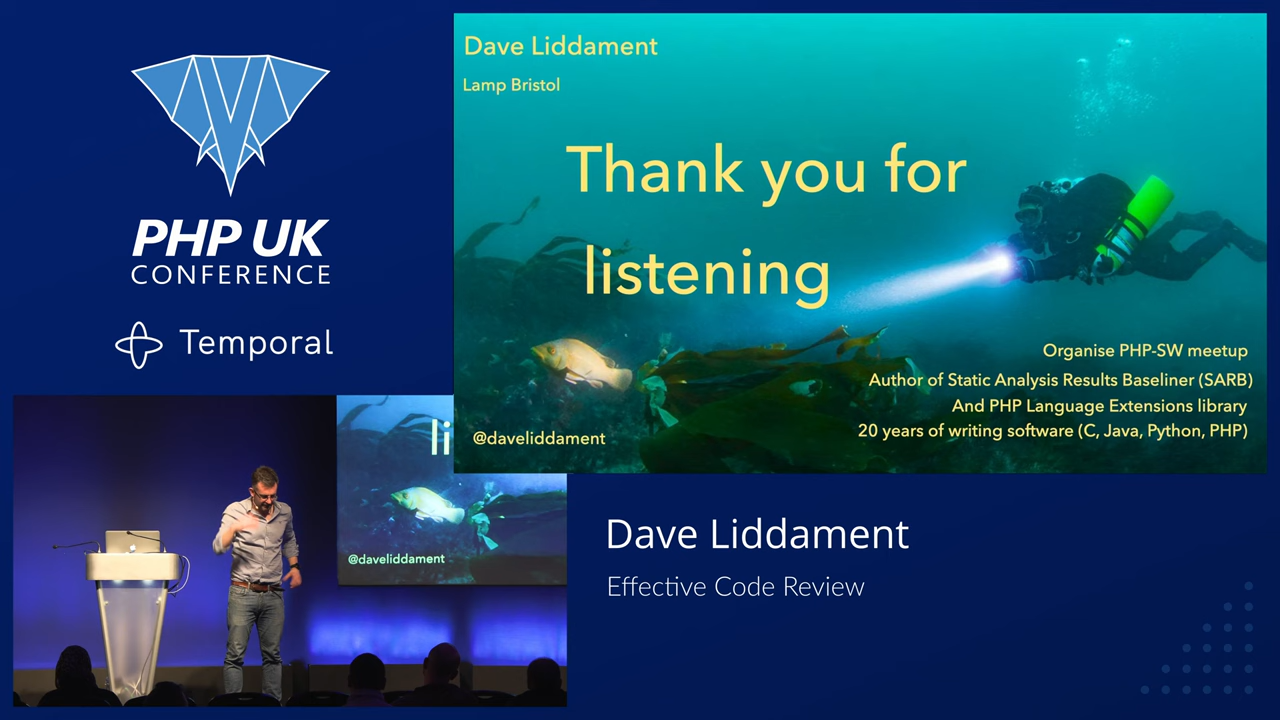 PHP UK
CONFERENCE
Temporal
Dave Liddament
Lamp Bristol
Thank you for
listening
Organise PHP-SW meetup
Author of Static Analysis Results Baseliner (SARB)
And PHP Language Extensions library
20 years of writing software (C, Java, Python, PHP)
@daveliddament
li
@daveliddament
Dave Liddament
Effective Code Review